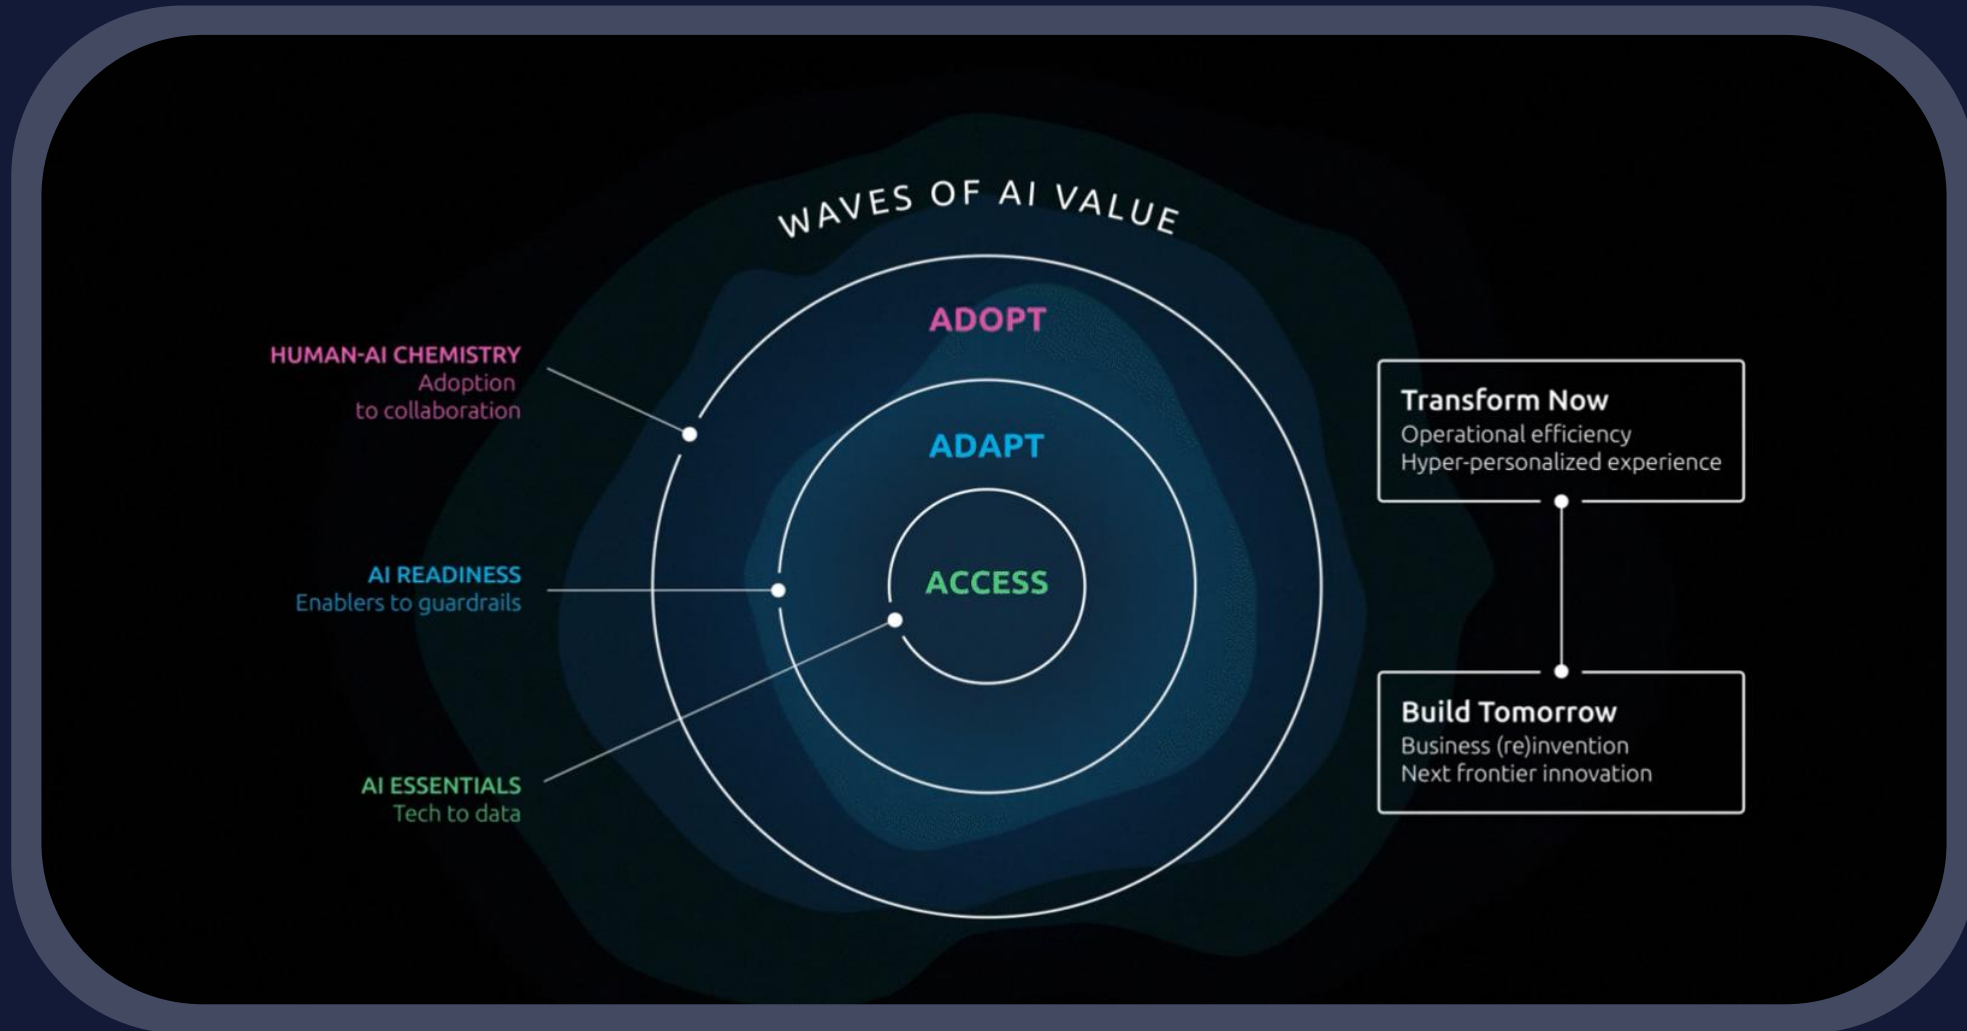 WAVES OF AI VALUE
ADOPT
ADAPT
ACCESS
HUMAN-AI CHEMISTRY
Adoption
to collaboration
AI READINESS
Enablers to guardrails
AI ESSENTIALS
Tech to data
Transform Now
Operational efficiency
Hyper-personalized experience
Build Tomorrow
Business (re)invention
Next frontier innovation